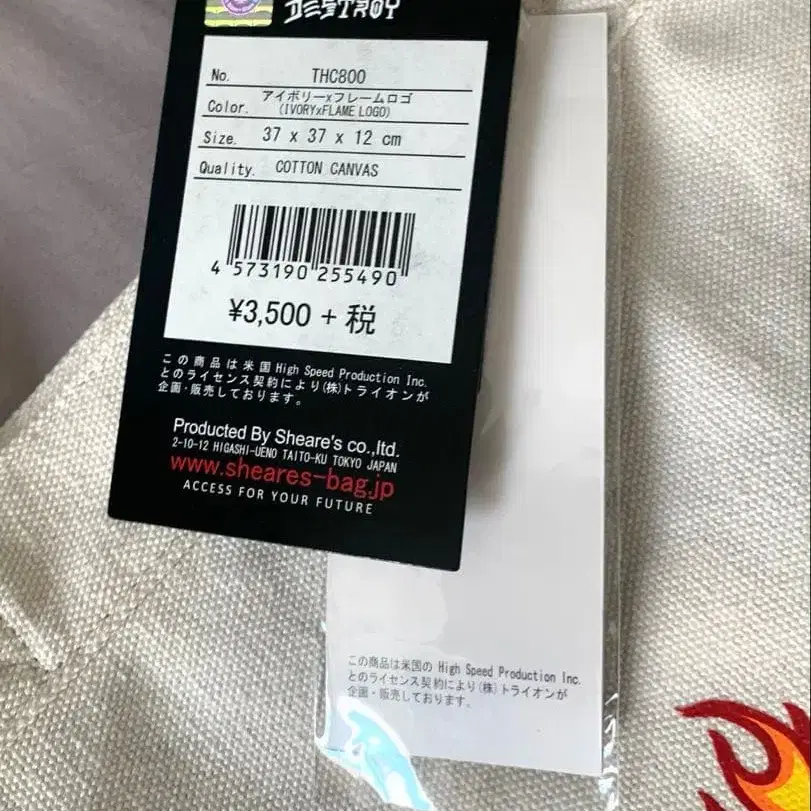 DESTROY
No. THC800
Color. アイボリーxフレームロゴ
(IVORYxFLAME LOGO)
Size. 37 x 37 x 12 cm
Quality. COTTON CANVAS
4 573190 255490
¥3,500 + 税
この商品は米国High Speed Production Inc.
とのライセンス契約により(株)トライオンが
企画・販売しております。
Producted By Sheare's co.,ltd.
2-10-12 HIGASHI-UENO TAITO-KU TOKYO JAPAN
www.sheares-bag.jp
ACCESS FOR YOUR FUTURE
この商品は米国の High Speed Production Inc.
とのライセンス契約により(株)トライオンが
企画・販売しております。